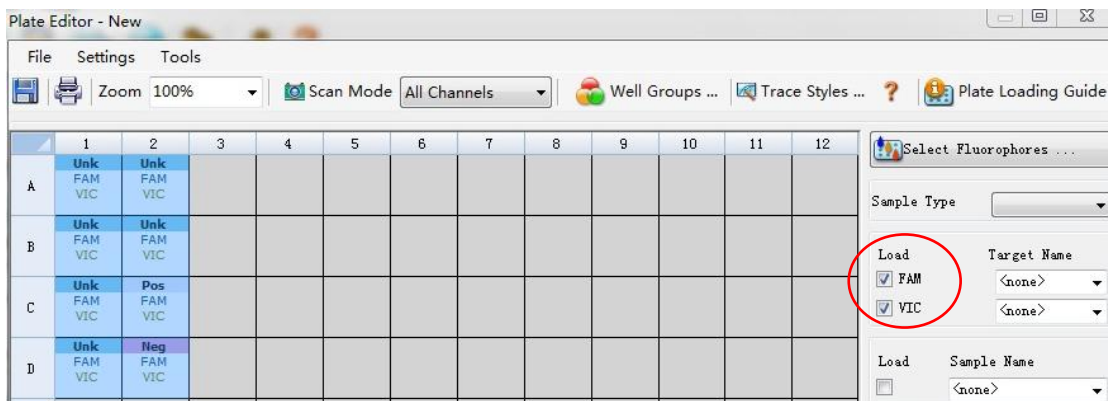 Plate Editor - New
File Settings Tools
Zoom 100% Scan Mode All Channels Well Groups ... Trace Styles ... ? Plate Loading Guide
1 2 3 4 5 6 7 8 9 10 11 12
Select Fluorophores ...
A
Unk Unk
FAM FAM
VIC VIC
Sample Type
B
Unk Unk
FAM FAM
VIC VIC
Load Target Name
FAM <none>
VIC <none>
C
Unk Pos
FAM FAM
VIC VIC
D
Unk Neg
FAM FAM
VIC VIC
Load Sample Name
<none>